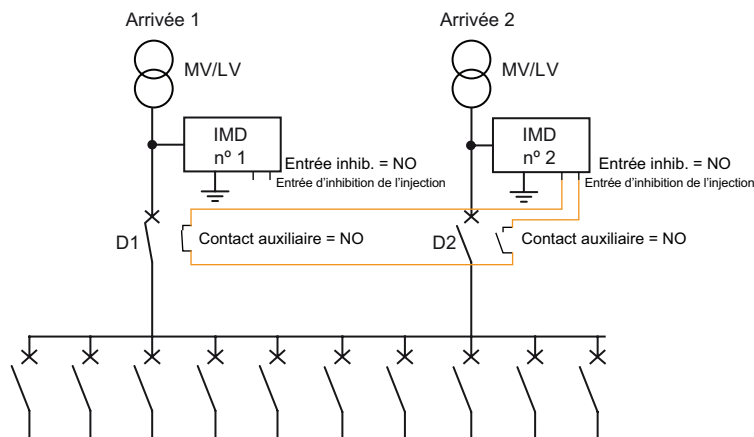 Arrivée 1
Arrivée 2
MV/LV
MV/LV
IMD
nº 1
IMD
nº 2
Entrée inhib. = NO
Entrée d'inhibition de l'injection
Entrée inhib. = NO
Entrée d'inhibition de l'injection
D1
Contact auxiliaire = NO
D2
Contact auxiliaire = NO